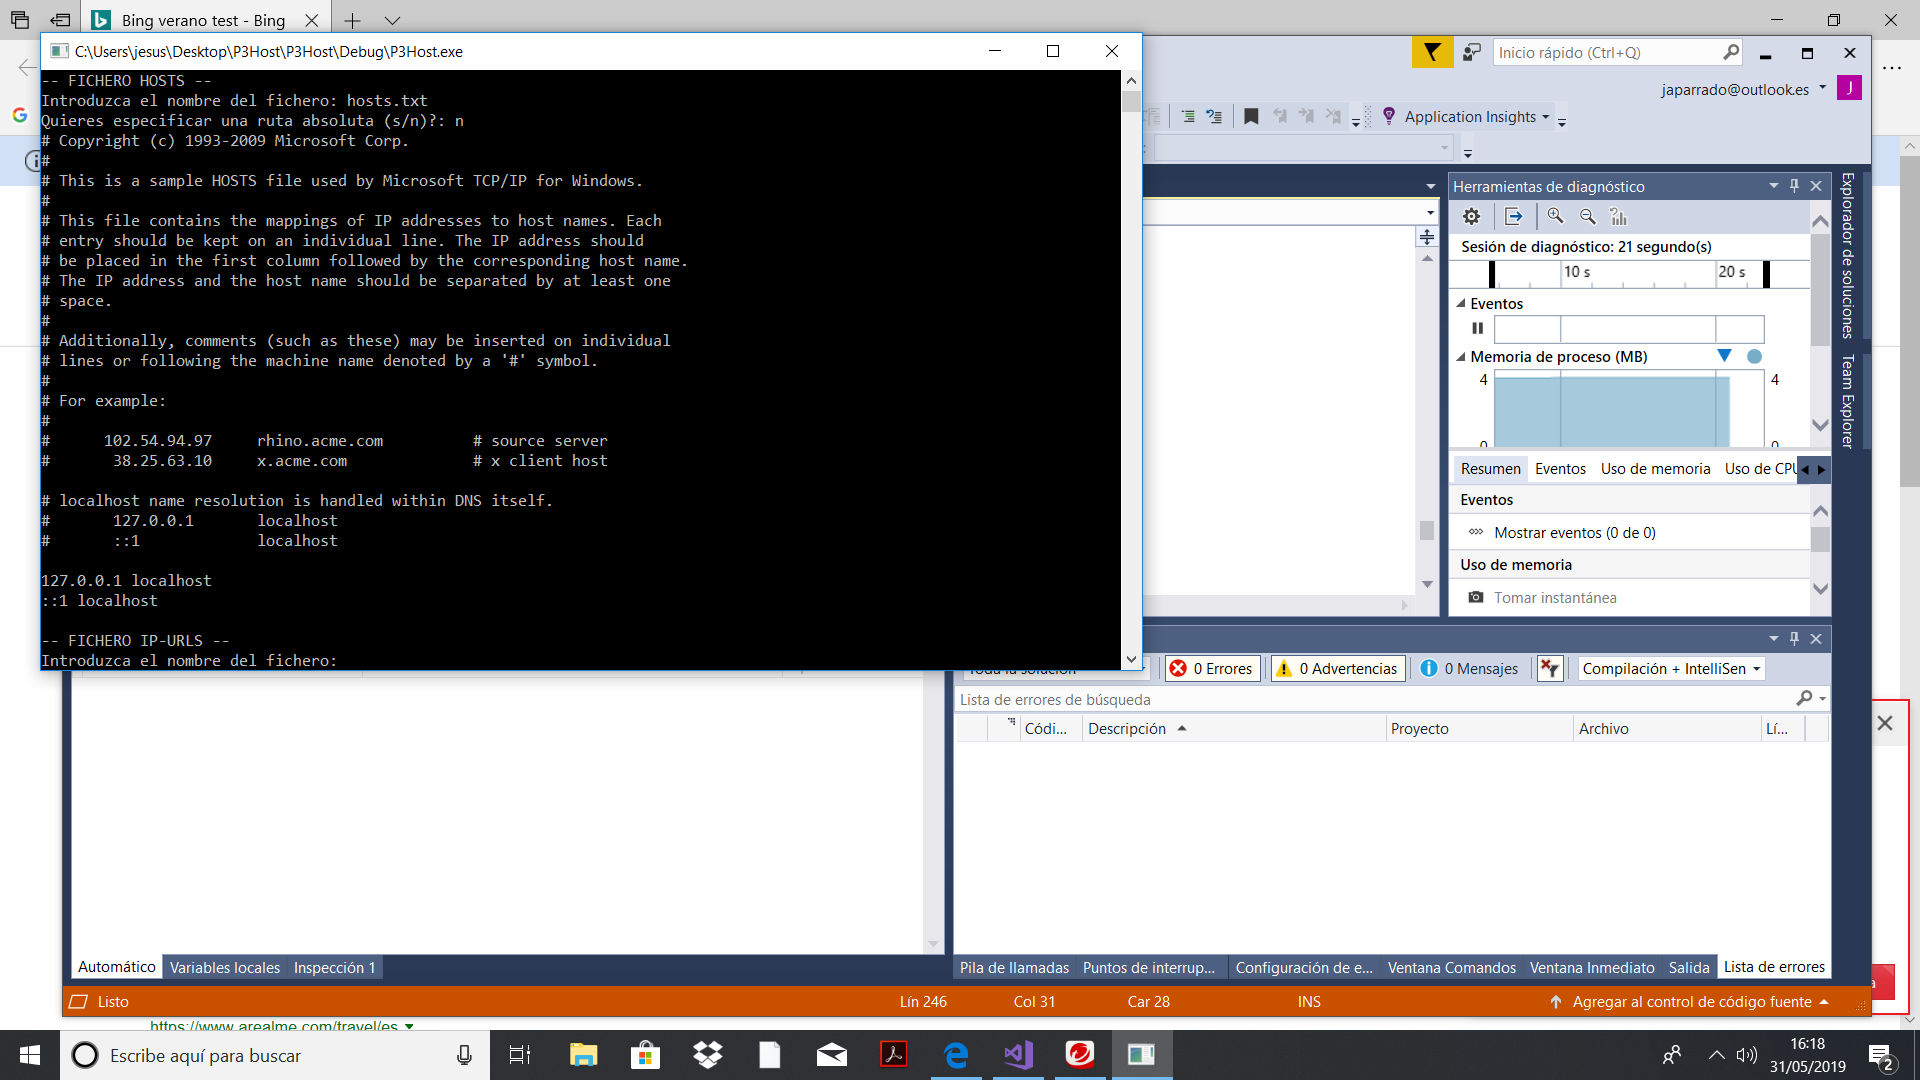 Bing verano test - Bing
C:\Users\jesus\Desktop\P3Host\P3Host\Debug\P3Host.exe
-- FICHERO HOSTS --
Introduzca el nombre del fichero: hosts.txt
Quieres especificar una ruta absoluta (s/n)?: n
# Copyright (c) 1993-2009 Microsoft Corp.
#
# This is a sample HOSTS file used by Microsoft TCP/IP for Windows.
#
# This file contains the mappings of IP addresses to host names. Each
# entry should be kept on an individual line. The IP address should
# be placed in the first column followed by the corresponding host name.
# The IP address and the host name should be separated by at least one
# space.
#
# Additionally, comments (such as these) may be inserted on individual
# lines or following the machine name denoted by a '#' symbol.
#
# For example:
#
#      102.54.94.97     rhino.acme.com          # source server
#       38.25.63.10     x.acme.com              # x client host
# localhost name resolution is handled within DNS itself.
#       127.0.0.1       localhost
#       ::1             localhost
127.0.0.1 localhost
::1 localhost
-- FICHERO IP-URLS --
Introduzca el nombre del fichero:
Inicio rápido (Ctrl+Q)
japarrado@outlook.es
J
Application Insights
Herramientas de diagnóstico
Sesión de diagnóstico: 21 segundo(s)
10 s
20 s
Eventos
Memoria de proceso (MB)
4
4
0
0
Resumen
Eventos
Uso de memoria
Uso de CPU
Eventos
Mostrar eventos (0 de 0)
Uso de memoria
Tomar instantánea
Explorador de soluciones
Team Explorer
Toda la solución
0 Errores
0 Advertencias
0 Mensajes
Compilación + IntelliSen
Lista de errores de búsqueda
Códi...
Descripción
Proyecto
Archivo
Lí...
Automático
Variables locales
Inspección 1
Pila de llamadas
Puntos de interrup...
Configuración de e...
Ventana Comandos
Ventana Inmediato
Salida
Lista de errores
Listo
Lín 246
Col 31
Car 28
INS
Agregar al control de código fuente
https://www.arealme.com/travel/es
Escribe aquí para buscar
16:18
31/05/2019
2